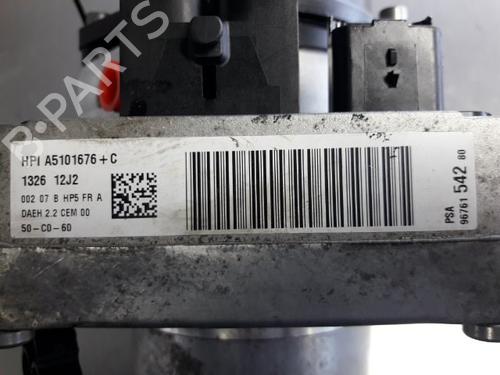 B-PARTS
HPI A5101676+C
1326 12J2
002 07 B HP5 FR A
DAEH 2.2 CEM 00
50-C0-60
PSA
96761 542 80